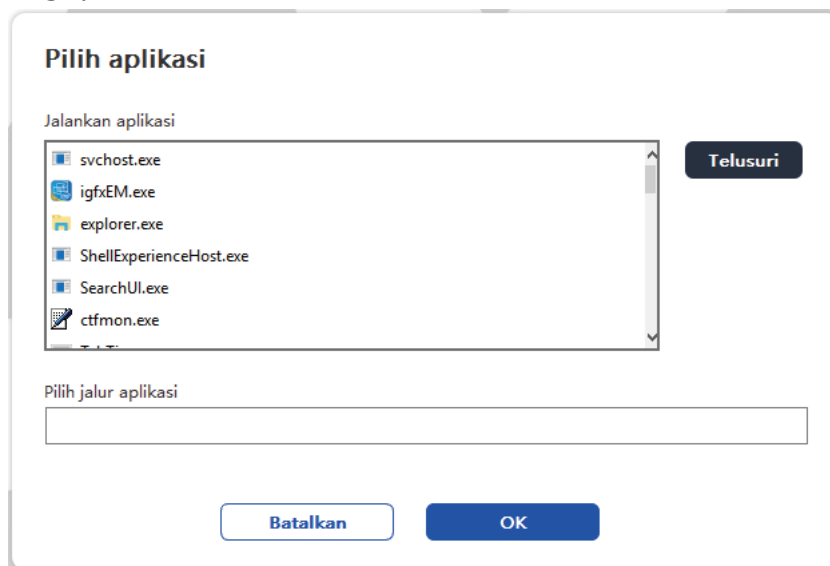 Pilih aplikasi
Jalankan aplikasi
svchost.exe
Telusuri
igfxEM.exe
explorer.exe
ShellExperienceHost.exe
SearchUI.exe
ctfmon.exe
Pilih jalur aplikasi
Batalkan
OK